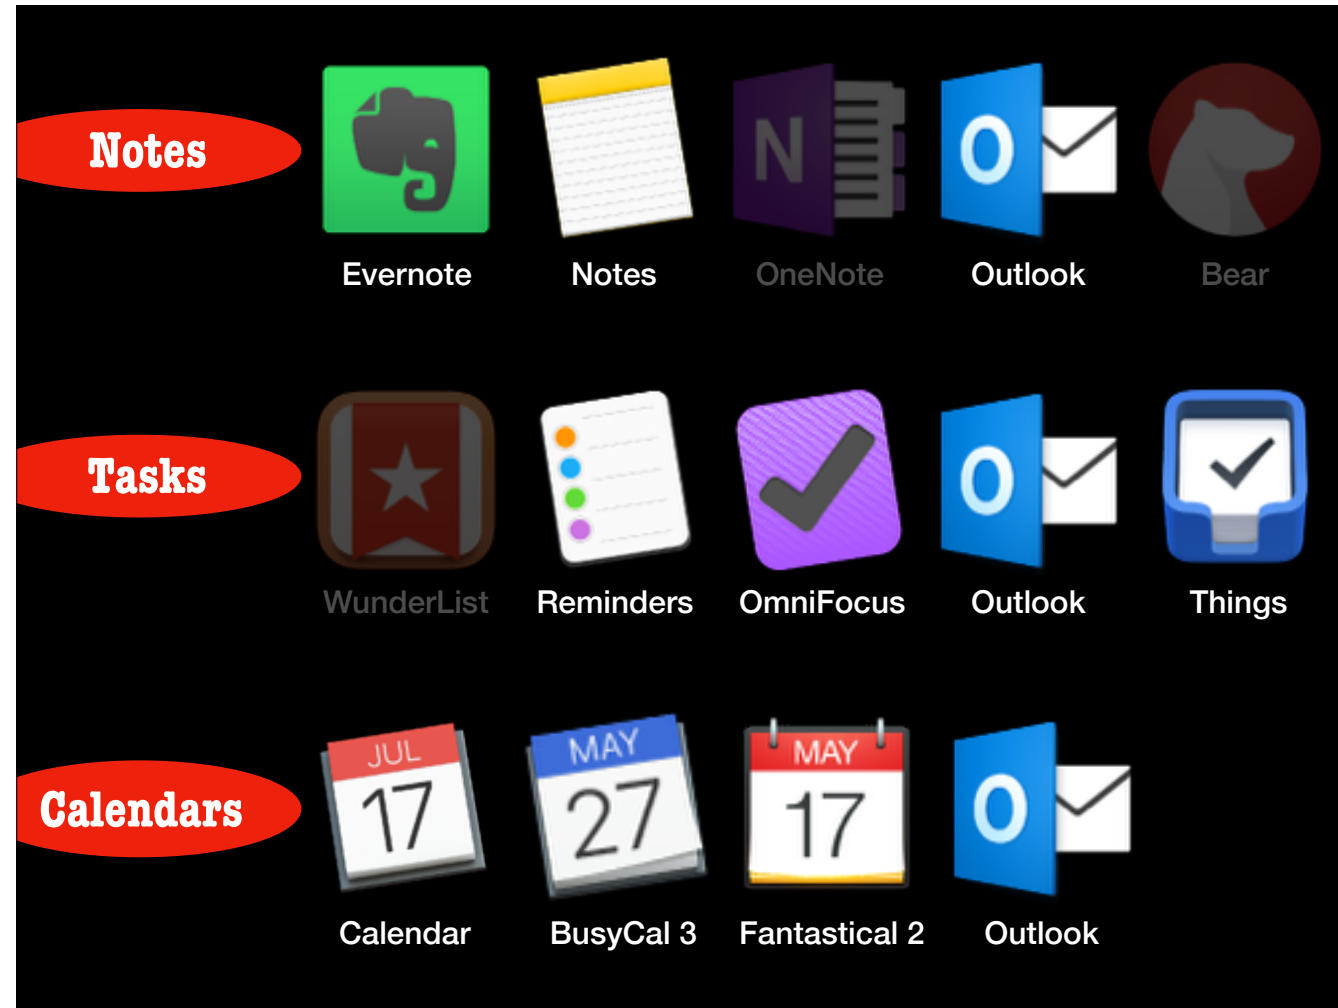 Notes
N
O
Evernote
Notes
OneNote
Outlook
Bear
Tasks
O
WunderList
Reminders
OmniFocus
Outlook
Things
Calendars
JUL
17
MAY
27
MAY
17
O
Calendar
BusyCal 3
Fantastical 2
Outlook